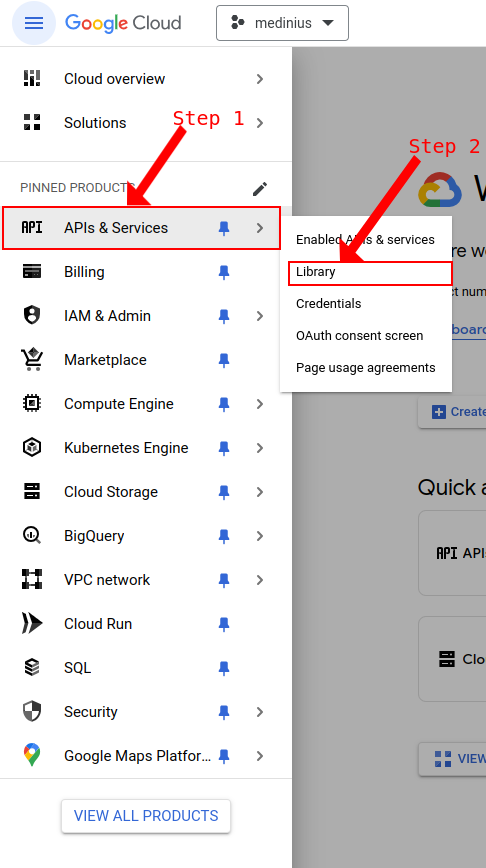 Google Cloud
medinius
Cloud overview
Solutions
Step 1
Step 2
PINNED PRODUCTS
API APIs & Services
Billing
IAM & Admin
Marketplace
Compute Engine
Kubernetes Engine
Cloud Storage
BigQuery
VPC network
Cloud Run
SQL
Security
Google Maps Platfor...
VIEW ALL PRODUCTS
Enabled APIs & services
Library
Credentials
OAuth consent screen
Page usage agreements
W
re we
ct num
board
Create
Quick a
API APIs
Clo
VIEW